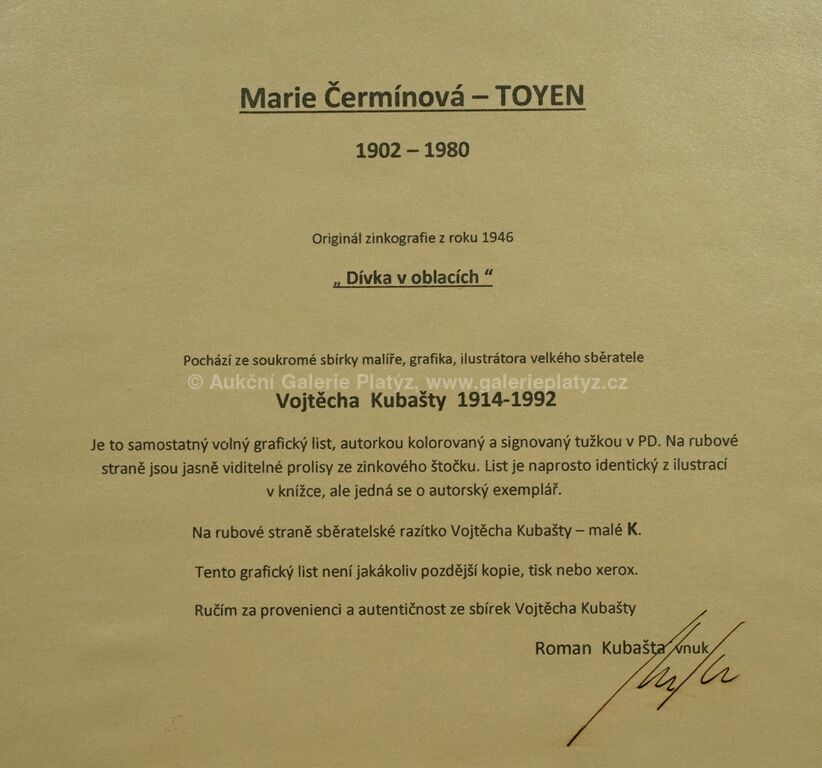 Marie Čermínová – TOYEN
1902 – 1980
Originál zinkografie z roku 1946
„ Dívka v oblacích “
Pochází ze soukromé sbírky malíře, grafika, ilustrátora velkého sběratele
© Aukční Galerie Platýz, www.galerieplatyz.cz
Vojtěcha Kubašty 1914-1992
Je to samostatný volný grafický list, autorkou kolorovaný a signovaný tužkou v PD. Na rubové
straně jsou jasně viditelné prolisy ze zinkového štočku. List je naprosto identický z ilustrací
v knížce, ale jedná se o autorský exemplář.
Na rubové straně sběratelské razítko Vojtěcha Kubašty – malé K.
Tento grafický list není jakákoliv pozdější kopie, tisk nebo xerox.
Ručím za provenienci a autentičnost ze sbírek Vojtěcha Kubašty
Roman Kubašta vnuk